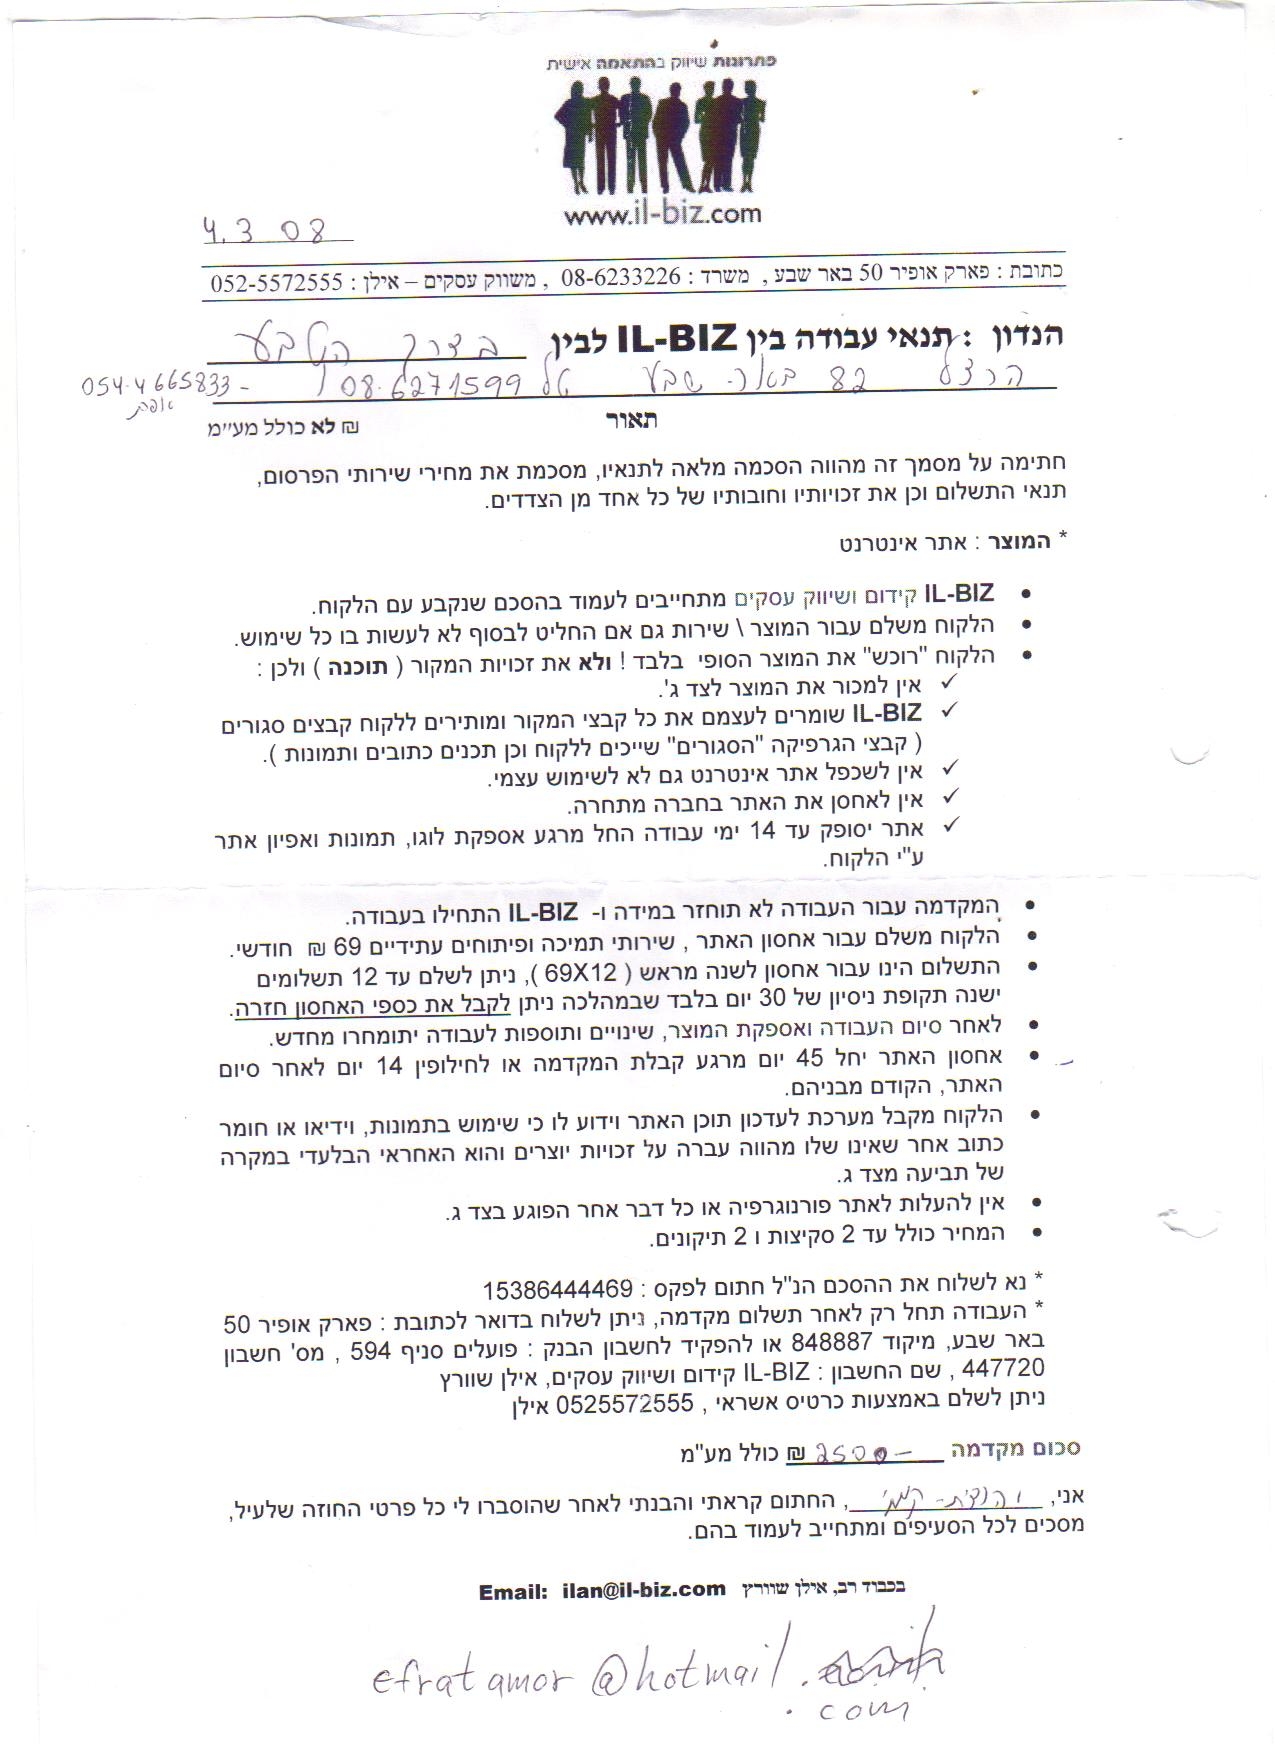 פתרונות שיווק בהתאמה אישית
www.il-biz.com
4.3 08
כתובת : פארק אופיר 50 באר שבע , משרד : 08-6233226 , משווק עסקים – אילן : 052-5572555
הנדון : תנאי עבודה בין IL-BIZ לבין בצרך הטבע
הרצל 82 באר שבע טל 08.6271599 / 054.4665833 -
אפרת
תאור
₪ לא כולל מע״מ
חתימה על מסמך זה מהווה הסכמה מלאה לתנאיו, מסכמת את מחירי שירותי הפרסום,
תנאי התשלום וכן את זכויותיו וחובותיו של כל אחד מן הצדדים.
* המוצר : אתר אינטרנט
• IL-BIZ קידום ושיווק עסקים מתחייבים לעמוד בהסכם שנקבע עם הלקוח.
• הלקוח משלם עבור המוצר \ שירות גם אם החליט לבסוף לא לעשות בו כל שימוש.
• הלקוח "רוכש" את המוצר הסופי בלבד ! ולא את זכויות המקור ( תוכנה ) ולכן :
✓ אין למכור את המוצר לצד ג'.
✓ IL-BIZ שומרים לעצמם את כל קבצי המקור ומותירים ללקוח קבצים סגורים
( קבצי הגרפיקה "הסגורים" שייכים ללקוח וכן תכנים כתובים ותמונות ).
✓ אין לשכפל אתר אינטרנט גם לא לשימוש עצמי.
✓ אין לאחסן את האתר בחברה מתחרה.
✓ אתר יסופק עד 14 ימי עבודה החל מרגע אספקת לוגו, תמונות ואפיון אתר
ע"י הלקוח.
• המקדמה עבור העבודה לא תוחזר במידה ו- IL-BIZ התחילו בעבודה.
• הלקוח משלם עבור אחסון האתר , שירותי תמיכה ופיתוחים עתידיים 69 ₪ חודשי.
• התשלום הינו עבור אחסון לשנה מראש ( 69X12 ), ניתן לשלם עד 12 תשלומים
ישנה תקופת ניסיון של 30 יום בלבד שבמהלכה ניתן לקבל את כספי האחסון חזרה.
• לאחר סיום העבודה ואספקת המוצר, שינויים ותוספות לעבודה יתומחרו מחדש.
• אחסון האתר יחל 45 יום מרגע קבלת המקדמה או לחילופין 14 יום לאחר סיום
האתר, הקודם מבניהם.
• הלקוח מקבל מערכת לעדכון תוכן האתר וידוע לו כי שימוש בתמונות, וידיאו או חומר
כתוב אחר שאינו שלו מהווה עברה על זכויות יוצרים והוא האחראי הבלעדי במקרה
של תביעה מצד ג.
• אין להעלות לאתר פורנוגרפיה או כל דבר אחר הפוגע בצד ג.
• המחיר כולל עד 2 סקיצות ו 2 תיקונים.
* נא לשלוח את ההסכם הנ"ל חתום לפקס : 15386444469
* העבודה תחל רק לאחר תשלום מקדמה, ניתן לשלוח בדואר לכתובת : פארק אופיר 50
באר שבע, מיקוד 848887 או להפקיד לחשבון הבנק : פועלים סניף 594 , מס' חשבון
447720 , שם החשבון : IL-BIZ קידום ושיווק עסקים, אילן שוורץ
ניתן לשלם באמצעות כרטיס אשראי , 0525572555 אילן
סכום מקדמה 2500- ₪ כולל מע"מ
אני, , החתום קראתי והבנתי לאחר שהוסברו לי כל פרטי החוזה שלעיל,
מסכים לכל הסעיפים ומתחייב לעמוד בהם.
בכבוד רב, אילן שוורץ Email: ilan@il-biz.com
efratamor@hotmail
.com